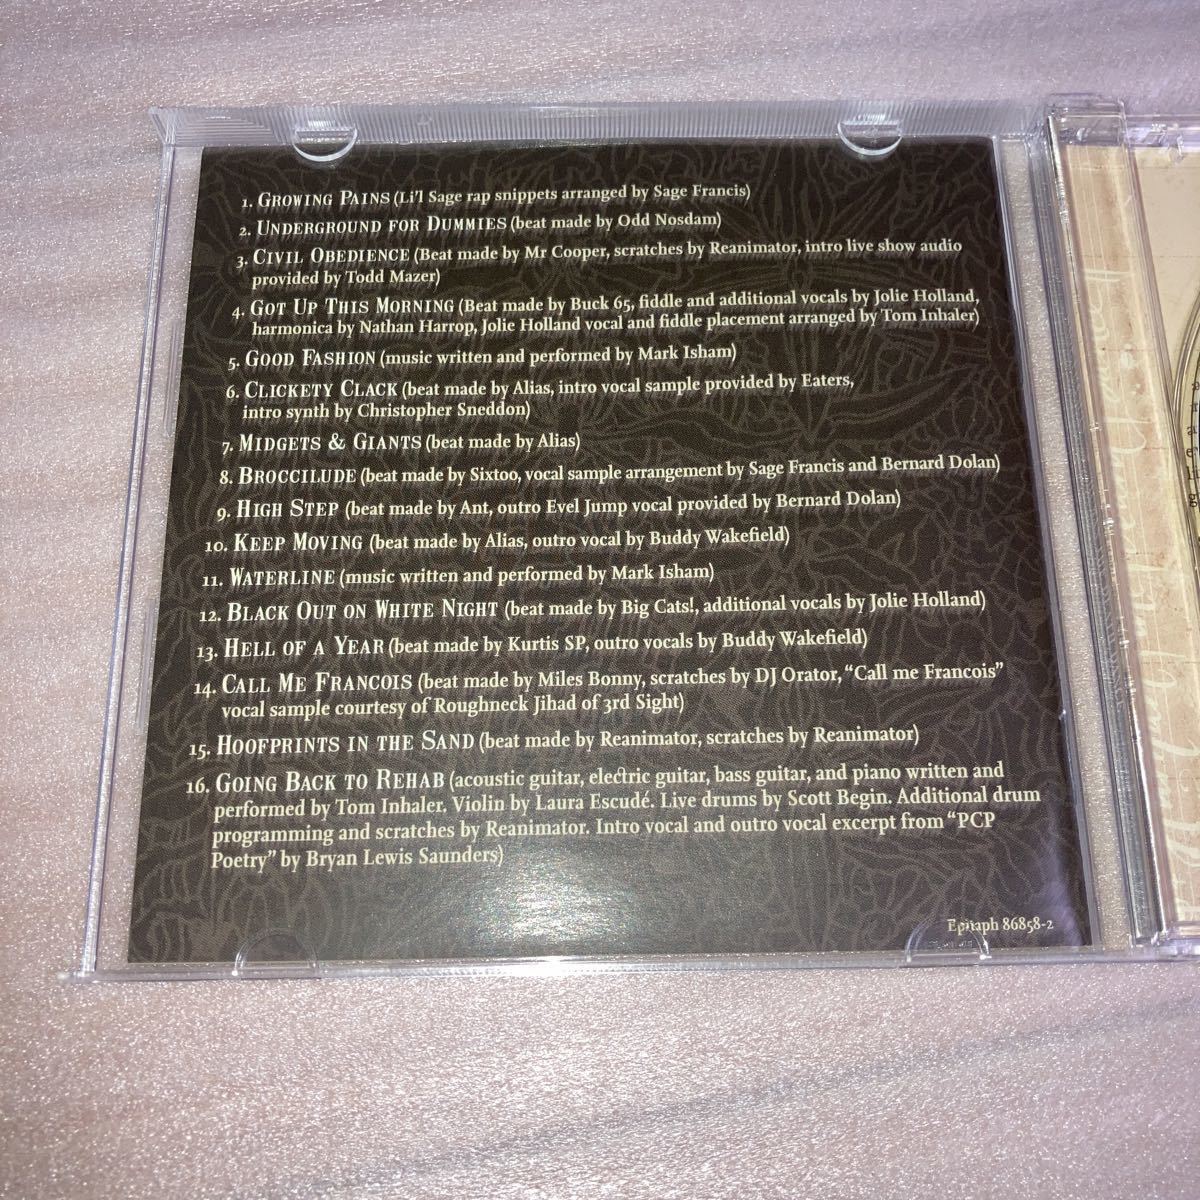 1. Growing Pains (Li'l Sage rap snippets arranged by Sage Francis)
2. Underground for Dummies (beat made by Odd Nosdam)
3. Civil Obedience (Beat made by Mr Cooper, scratches by Reanimator, intro live show audio
provided by Todd Mazer)
4. Got Up This Morning (Beat made by Buck 65, fiddle and additional vocals by Jolie Holland,
harmonica by Nathan Harrop, Jolie Holland vocal and fiddle placement arranged by Tom Inhaler)
5. Good Fashion (music written and performed by Mark Isham)
6. Clickety Clack (beat made by Alias, intro vocal sample provided by Eaters,
intro synth by Christopher Sneddon)
7. Midgets & Giants (beat made by Alias)
8. Broccilude (beat made by Sixtoo, vocal sample arrangement by Sage Francis and Bernard Dolan)
9. High Step (beat made by Ant, outro Evel Jump vocal provided by Bernard Dolan)
10. Keep Moving (beat made by Alias, outro vocal by Buddy Wakefield)
11. Waterline (music written and performed by Mark Isham)
12. Black Out on White Night (beat made by Big Cats!, additional vocals by Jolie Holland)
13. Hell of a Year (beat made by Kurtis SP, outro vocals by Buddy Wakefield)
14. Call Me Francois (beat made by Miles Bonny, scratches by DJ Orator, "Call me Francois"
vocal sample courtesy of Roughneck Jihad of 3rd Sight)
15. Hoofprints in the Sand (beat made by Reanimator, scratches by Reanimator)
16. Going Back to Rehab (acoustic guitar, electric guitar, bass guitar, and piano written and
performed by Tom Inhaler. Violin by Laura Escudé. Live drums by Scott Begin. Additional drum
programming and scratches by Reanimator. Intro vocal and outro vocal excerpt from "PCP
Poetry" by Bryan Lewis Saunders)
Epitaph 86858-2